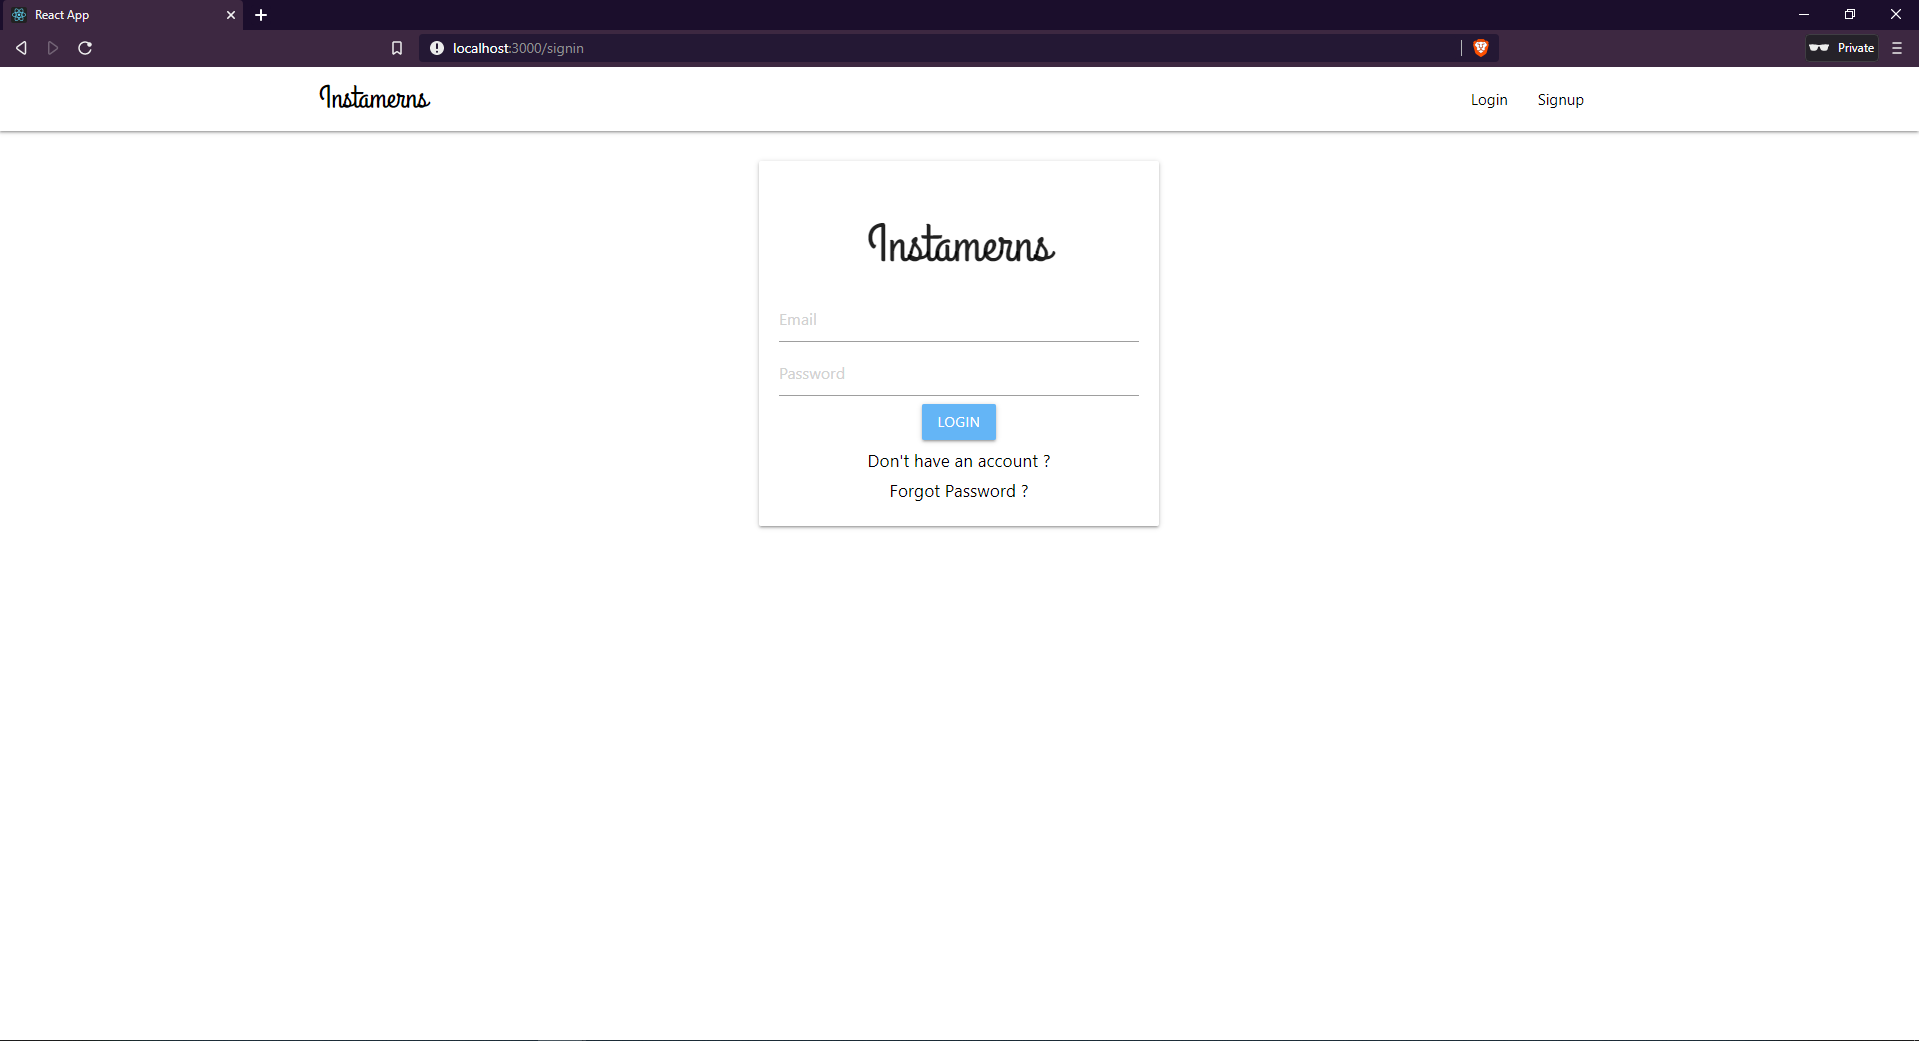 React App
localhost:3000/signin
Private
Instamerns
Login
Signup
Instamerns
Email
Password
LOGIN
Don't have an account ?
Forgot Password ?